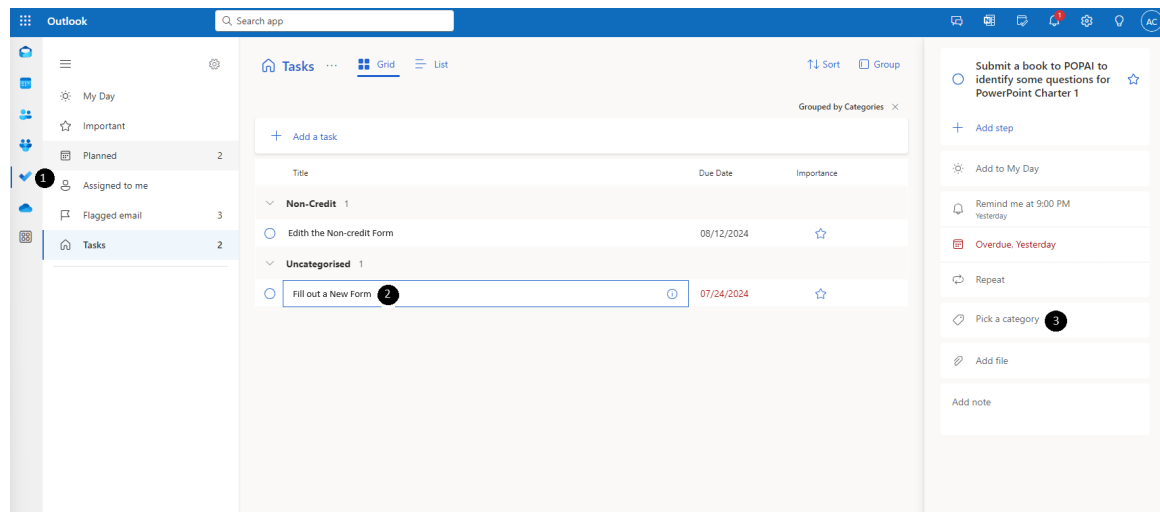 Outlook
Search app
1
AC
My Day
Important
Planned 2
1
Assigned to me
Flagged email 3
Tasks 2
Tasks ... Grid List
Sort Group
Grouped by Categories ×
+ Add a task
Title Due Date Importance
Non-Credit 1
Edith the Non-credit Form 08/12/2024
Uncategorised 1
Fill out a New Form 2 07/24/2024
Submit a book to POPAI to
identify some questions for
PowerPoint Charter 1
+ Add step
Add to My Day
Remind me at 9:00 PM
Yesterday
Overdue, Yesterday
Repeat
Pick a category 3
Add file
Add note